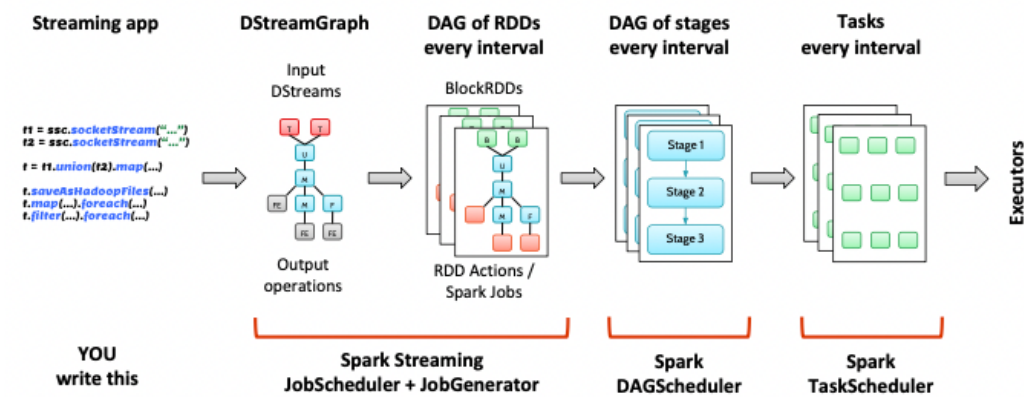 Streaming app
DStreamGraph
DAG of RDDs
every interval
DAG of stages
every interval
Tasks
every interval
t1 = ssc.socketStream("...")
t2 = ssc.socketStream("...")
t = t1.union(t2).map(...)
t.saveAsHadoopFiles(...)
t.map(...).foreach(...)
t.filter(...).foreach(...)
Input
DStreams
T T
U
M
FE M F
FE FE
Output
operations
BlockRDDs
B B
U
M
M F
RDD Actions /
Spark Jobs
Stage 1
Stage 2
Stage 3
Executors
YOU
write this
Spark Streaming
JobScheduler + JobGenerator
Spark
DAGScheduler
Spark
TaskScheduler